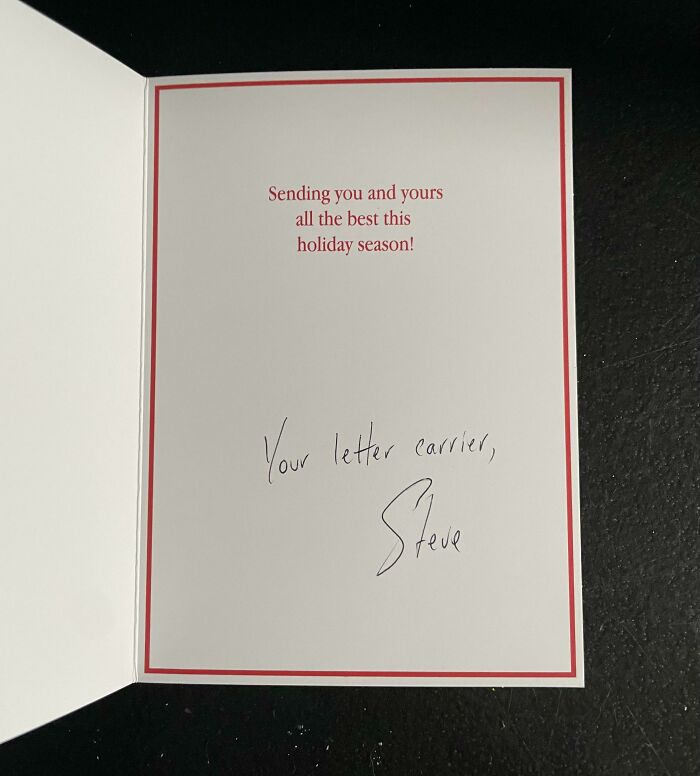 Sending you and yours
all the best this
holiday season!
Your letter carrier,
Steve